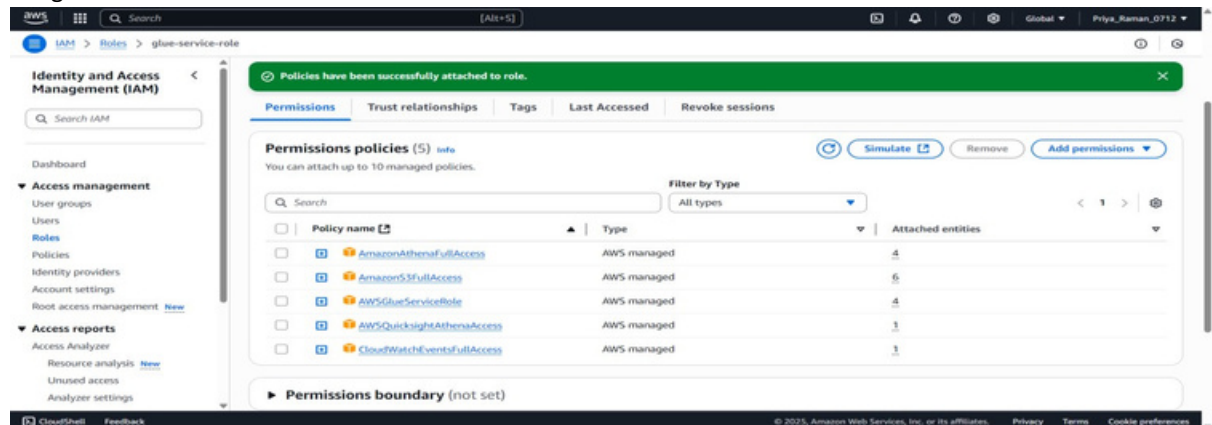 aws Search [Alt+S] Global Priya_Raman_0712
IAM > Roles > glue-service-role
Identity and Access Management (IAM)
Search IAM
Dashboard
Access management
User groups
Users
Roles
Policies
Identity providers
Account settings
Root access management New
Access reports
Access Analyzer
Resource analysis New
Unused access
Analyzer settings
Policies have been successfully attached to role.
Permissions Trust relationships Tags Last Accessed Revoke sessions
Permissions policies (5) Info
Simulate Remove Add permissions
You can attach up to 10 managed policies.
Filter by Type
Search All types 1
Policy name Type Attached entities
AmazonAthenaFullAccess AWS managed 4
AmazonS3FullAccess AWS managed 6
AWSGlueServiceRole AWS managed 4
AWSQuicksightAthenaAccess AWS managed 1
CloudWatchEventsFullAccess AWS managed 1
Permissions boundary (not set)
CloudShell Feedback © 2025, Amazon Web Services, Inc. or its affiliates. Privacy Terms Cookie preferences